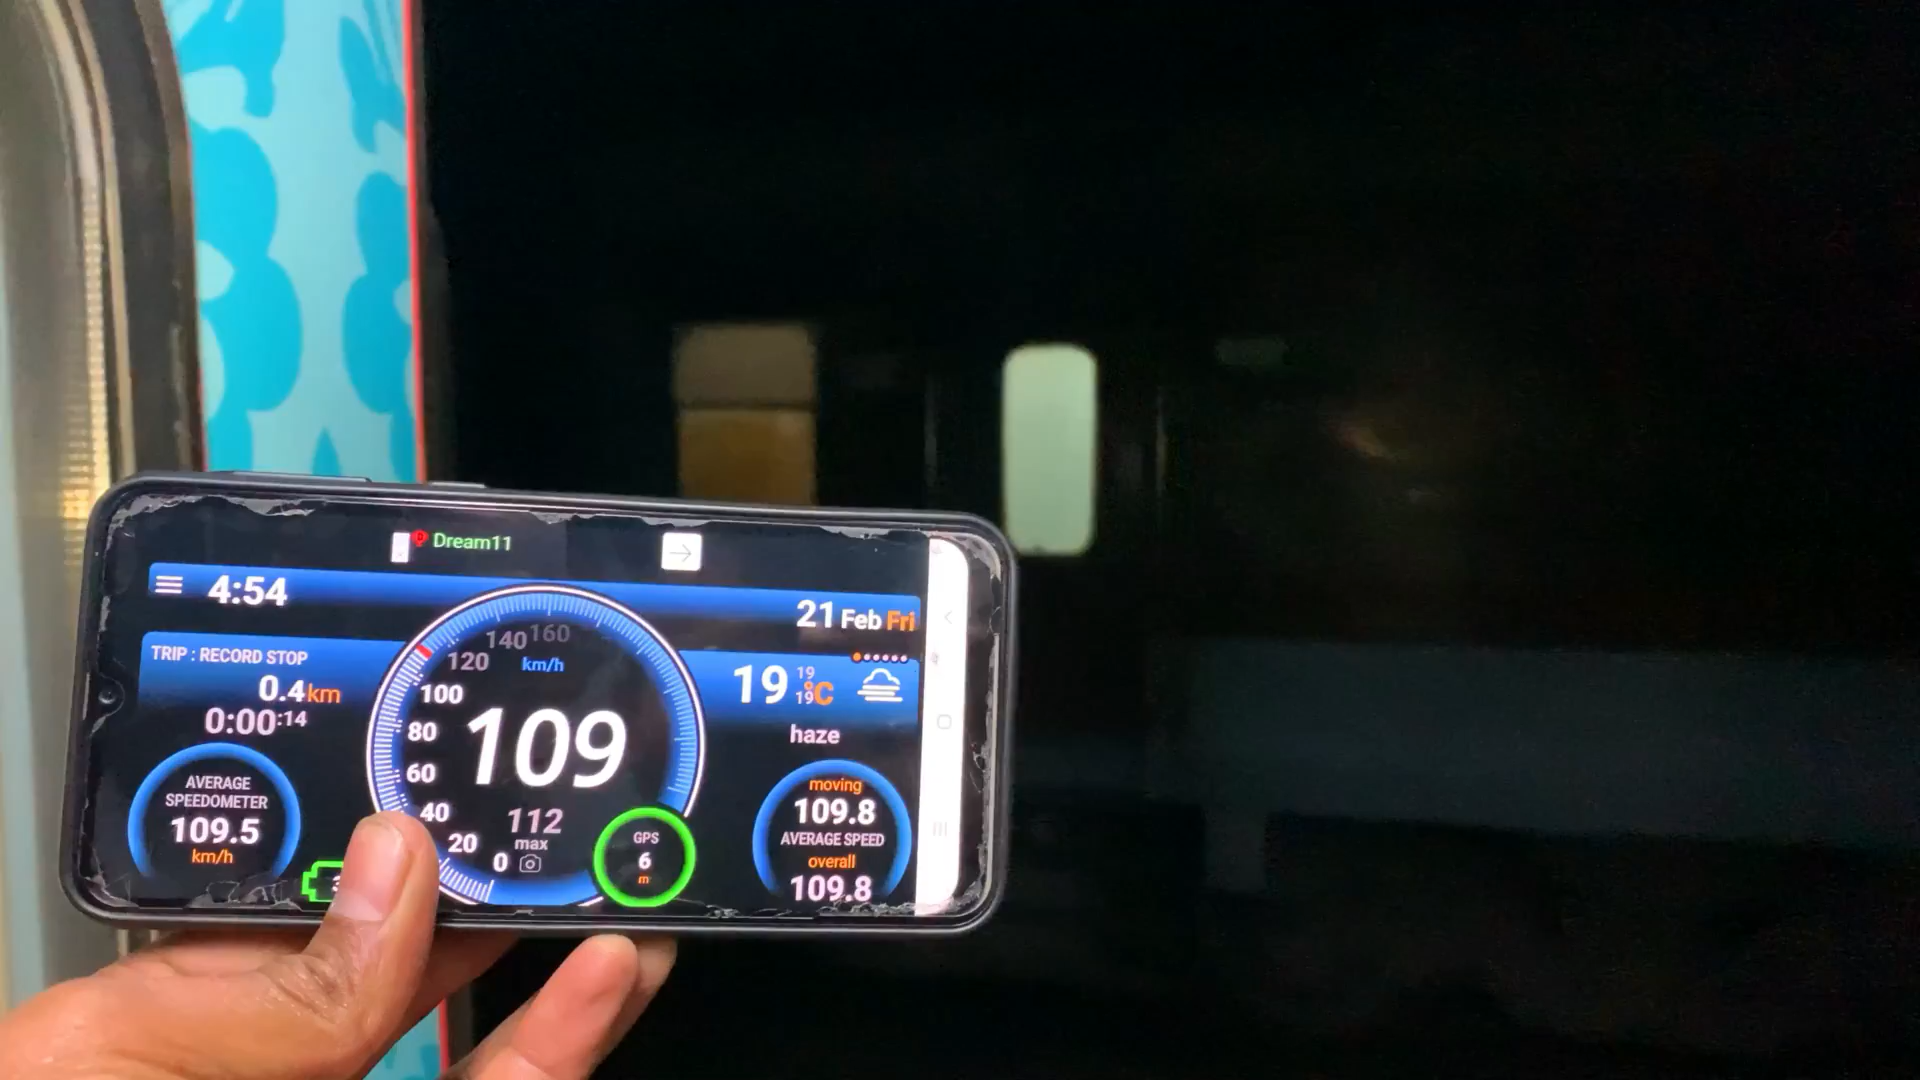 Dream11
4:54
21 Feb Fri
TRIP : RECORD STOP
0.4km
0:00:14
AVERAGE
SPEEDOMETER
109.5
km/h
160
140
120
100
80
60
40
20
0
km/h
109
112
max
GPS
6
m
19 °C
19
19
haze
moving
109.8
AVERAGE SPEED
overall
109.8